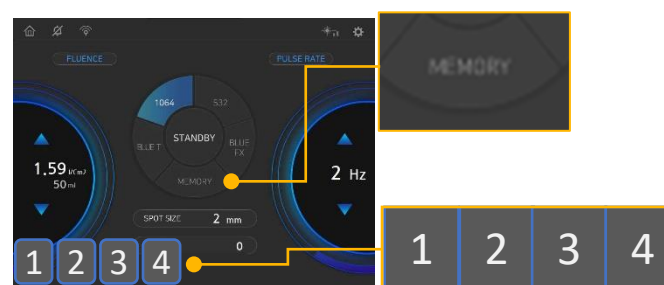 FLUENCE
PULSE RATE
MEMORY
1064
532
BLUE T
STANDBY
BLUE
FX
MEMORY
1.59
50 mJ
2 Hz
SPOT SIZE 2 mm
0
1 2 3 4
1 2 3 4